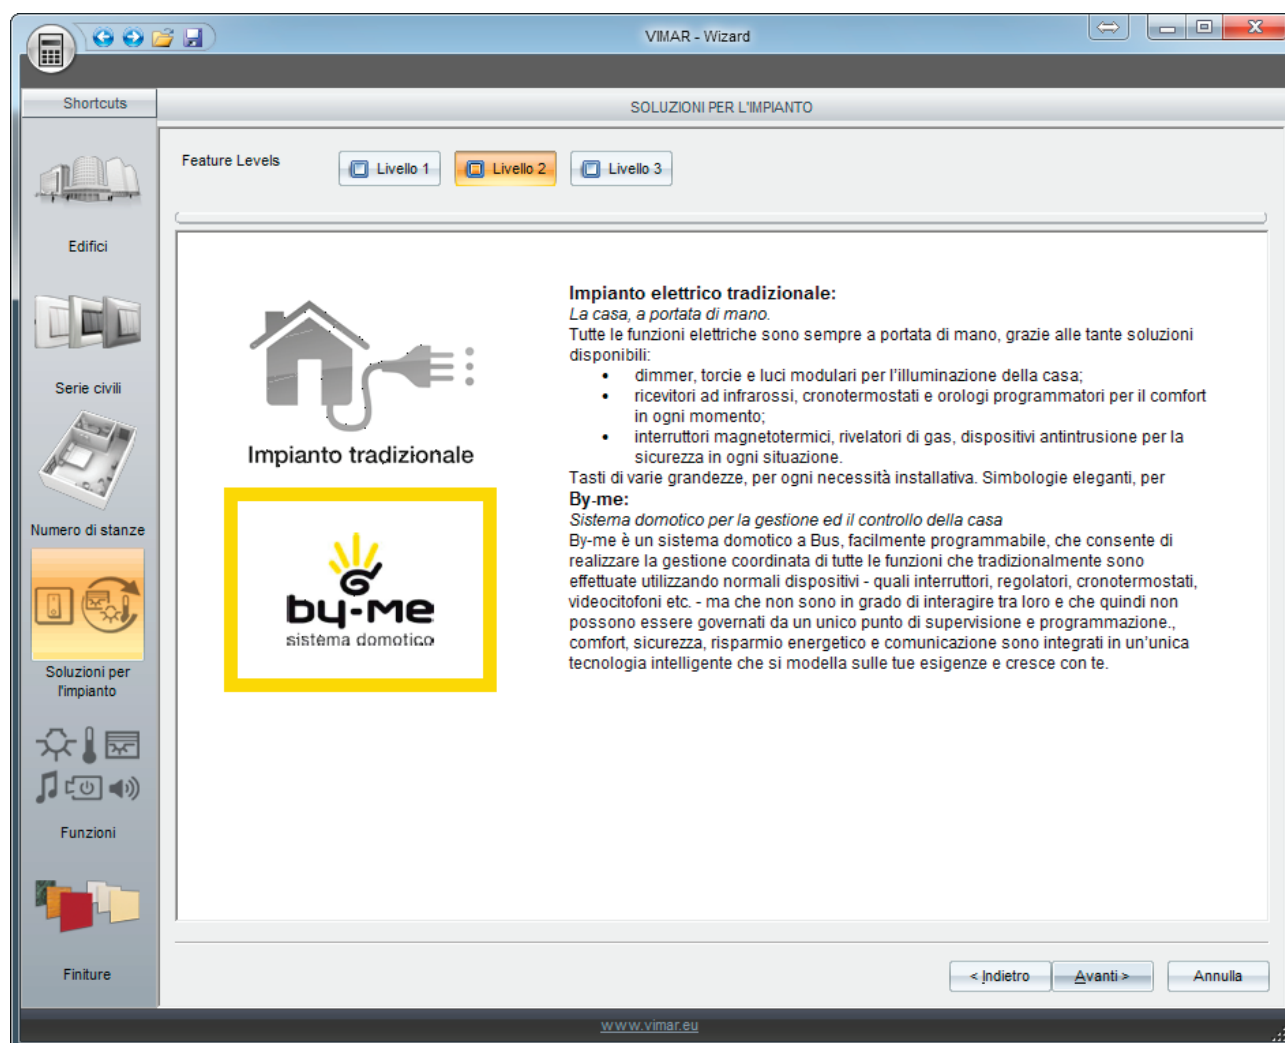 VIMAR - Wizard
Shortcuts
SOLUZIONI PER L'IMPIANTO
Feature Levels
Livello 1
Livello 2
Livello 3
Edifici
Serie civili
Numero di stanze
Soluzioni per
l'impianto
Funzioni
Finiture
Impianto tradizionale
by-me
sistema domotico
Impianto elettrico tradizionale:
La casa, a portata di mano.
Tutte le funzioni elettriche sono sempre a portata di mano, grazie alle tante soluzioni
disponibili:
• dimmer, torcie e luci modulari per l'illuminazione della casa;
• ricevitori ad infrarossi, cronotermostati e orologi programmatori per il comfort
in ogni momento;
• interruttori magnetotermici, rivelatori di gas, dispositivi antintrusione per la
sicurezza in ogni situazione.
Tasti di varie grandezze, per ogni necessità installativa. Simbologie eleganti, per
By-me:
Sistema domotico per la gestione ed il controllo della casa
By-me è un sistema domotico a Bus, facilmente programmabile, che consente di
realizzare la gestione coordinata di tutte le funzioni che tradizionalmente sono
effettuate utilizzando normali dispositivi - quali interruttori, regolatori, cronotermostati,
videocitofoni etc. - ma che non sono in grado di interagire tra loro e che quindi non
possono essere governati da un unico punto di supervisione e programmazione.,
comfort, sicurezza, risparmio energetico e comunicazione sono integrati in un'unica
tecnologia intelligente che si modella sulle tue esigenze e cresce con te.
< Indietro
Avanti >
Annulla
www.vimar.eu